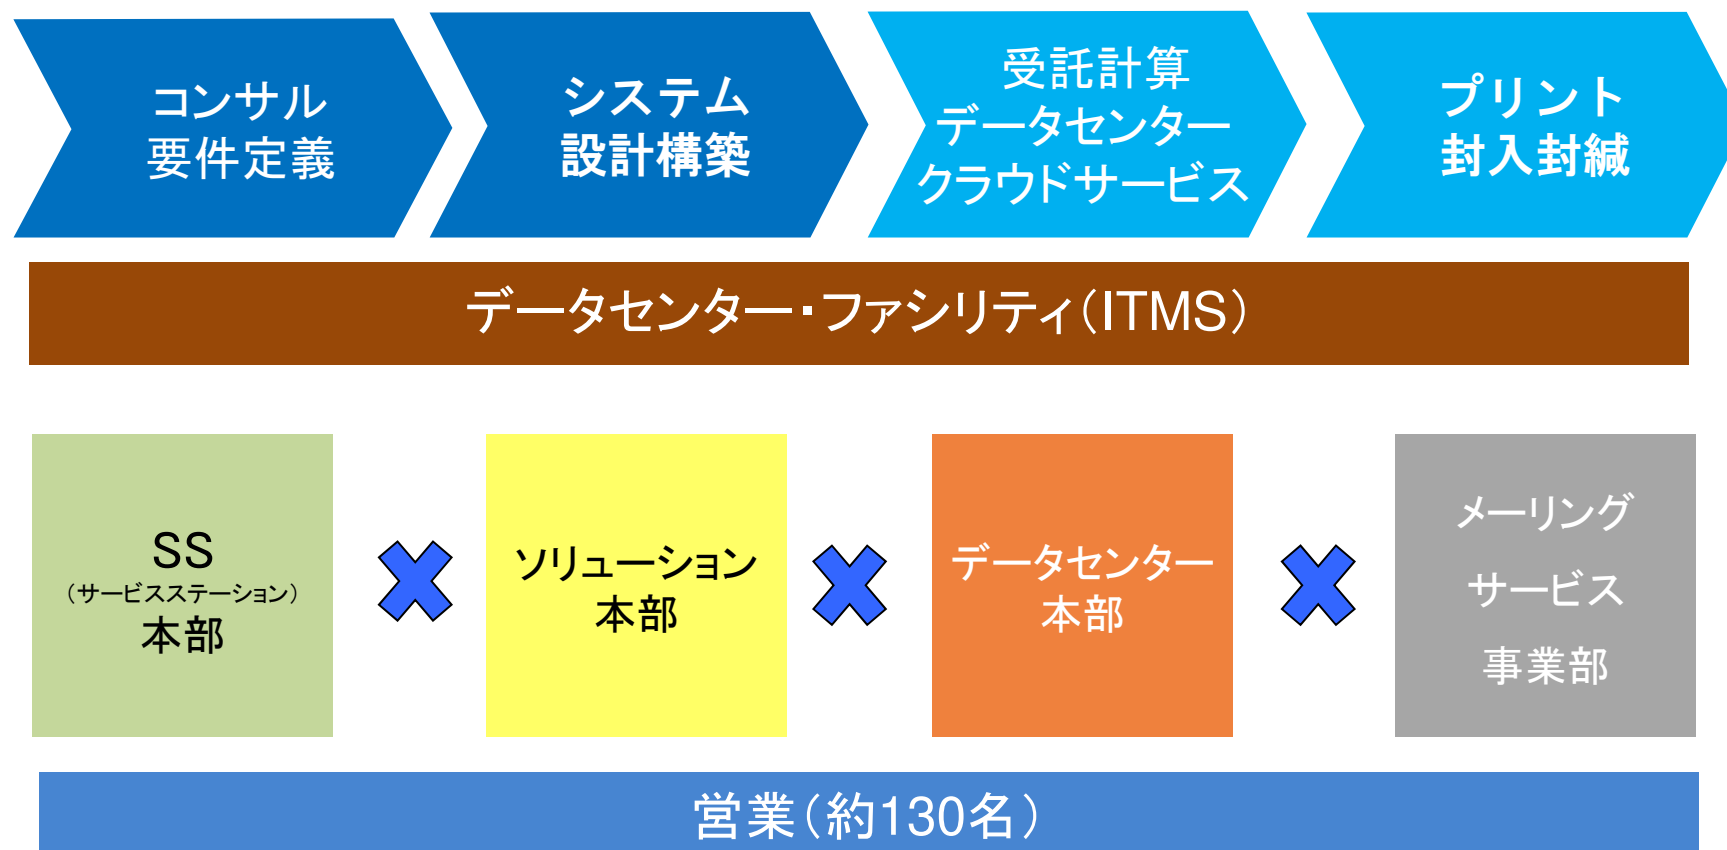 コンサル
要件定義
システム
設計構築
受託計算
データセンター
クラウドサービス
プリント
封入封緘
データセンター・ファシリティ（ITMS）
SS
（サービスステーション）
本部
ソリューション
本部
データセンター
本部
メーリング
サービス
事業部
営業（約130名）